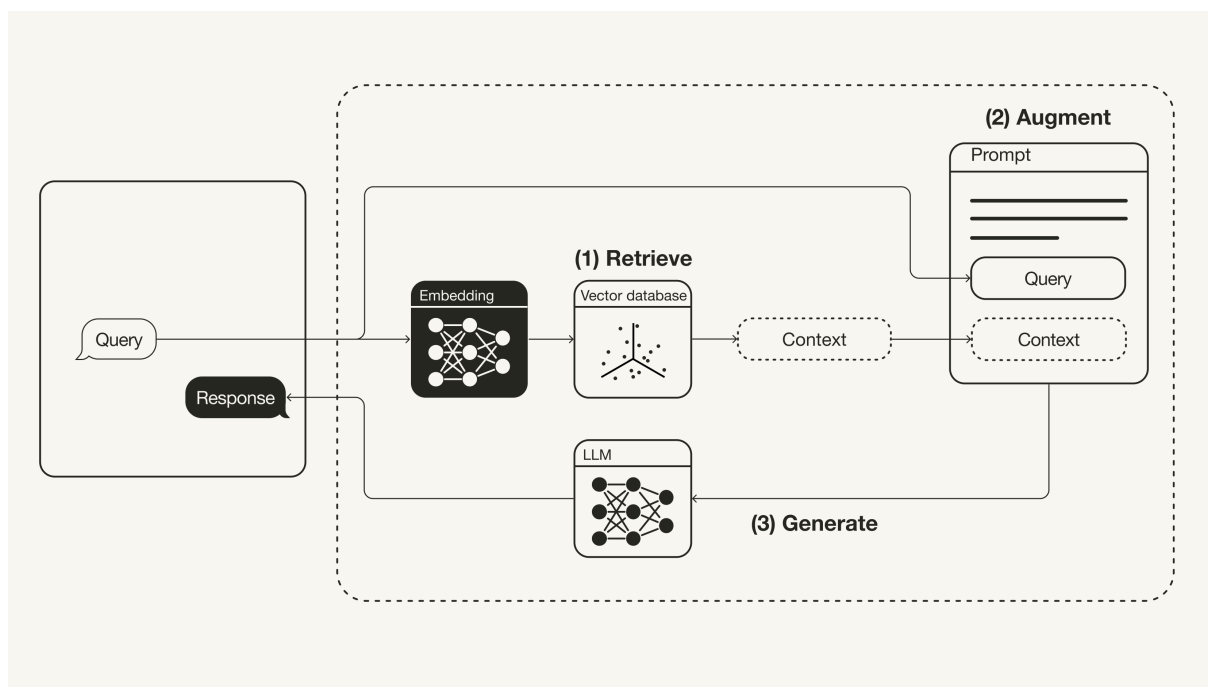 (2) Augment
Prompt
(1) Retrieve
Query
Embedding
Vector database
Query
Context
Context
Response
LLM
(3) Generate